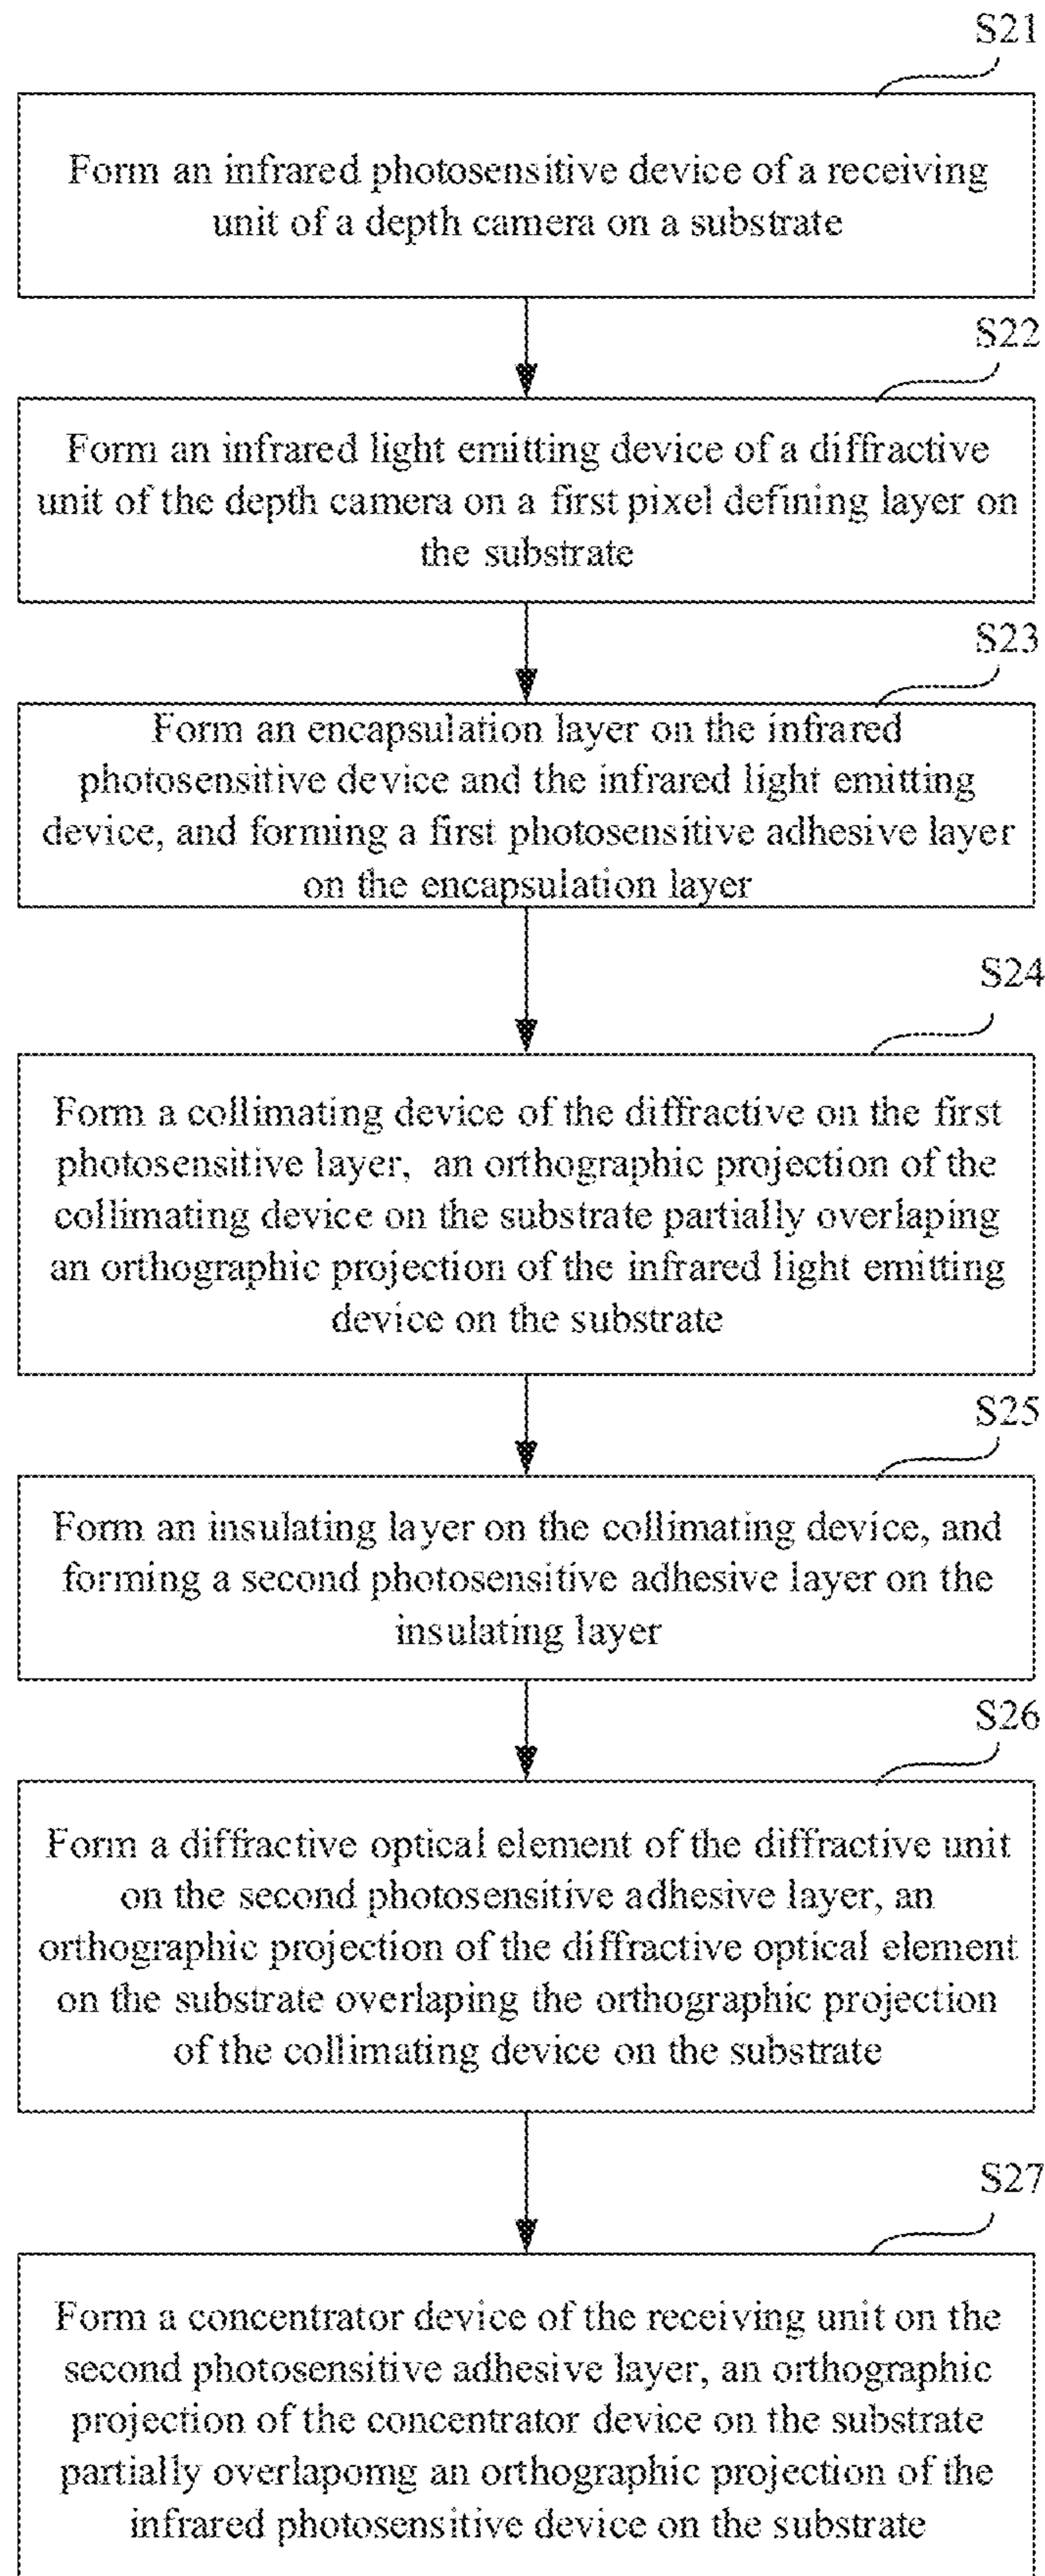 S21
Form an infrared photosensitive device of a receiving
unit of a depth camera on a substrate
S22
Form an infrared light emitting device of a diffractive
unit of the depth camera on a first pixel defining layer on
the substrate
S23
Form an encapsulation layer on the infrared
photosensitive device and the infrared light emitting
device, and forming a first photosensitive adhesive layer
on the encapsulation layer
S24
Form a collimating device of the diffractive on the first
photosensitive layer, an orthographic projection of the
collimating device on the substrate partially overlaping
an orthographic projection of the infrared light emitting
device on the substrate
S25
Form an insulating layer on the collimating device, and
forming a second photosensitive adhesive layer on the
insulating layer
S26
Form a diffractive optical element of the diffractive unit
on the second photosensitive adhesive layer, an
orthographic projection of the diffractive optical element
on the substrate overlaping the orthographic projection
of the collimating device on the substrate
S27
Form a concentrator device of the receiving unit on the
second photosensitive adhesive layer, an orthographic
projection of the concentrator device on the substrate
partially overlapomg an orthographic projection of the
infrared photosensitive device on the substrate